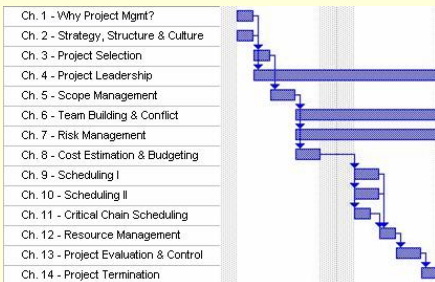 Ch. 1 - Why Project Mgmt?
Ch. 2 - Strategy, Structure & Culture
Ch. 3 - Project Selection
Ch. 4 - Project Leadership
Ch. 5 - Scope Management
Ch. 6 - Team Building & Conflict
Ch. 7 - Risk Management
Ch. 8 - Cost Estimation & Budgeting
Ch. 9 - Scheduling I
Ch. 10 - Scheduling II
Ch. 11 - Critical Chain Scheduling
Ch. 12 - Resource Management
Ch. 13 - Project Evaluation & Control
Ch. 14 - Project Termination